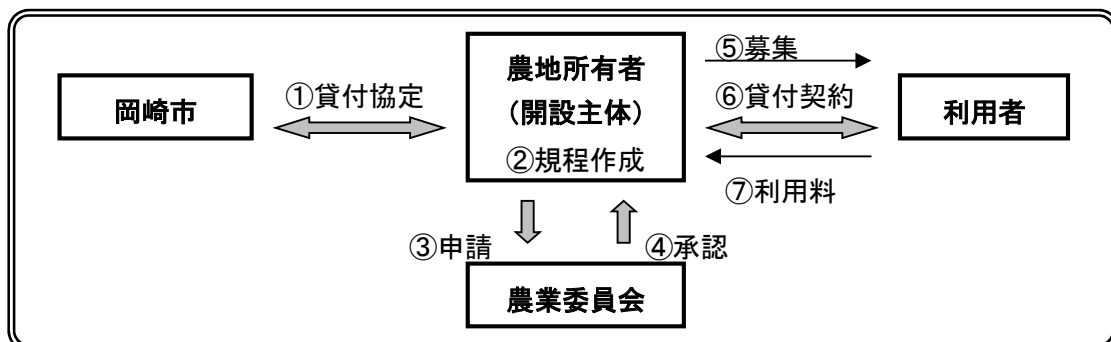 岡崎市
①貸付協定
農地所有者
(開設主体)
②規程作成
⑤募集
⑥貸付契約
⑦利用料
利用者
③申請
④承認
農業委員会